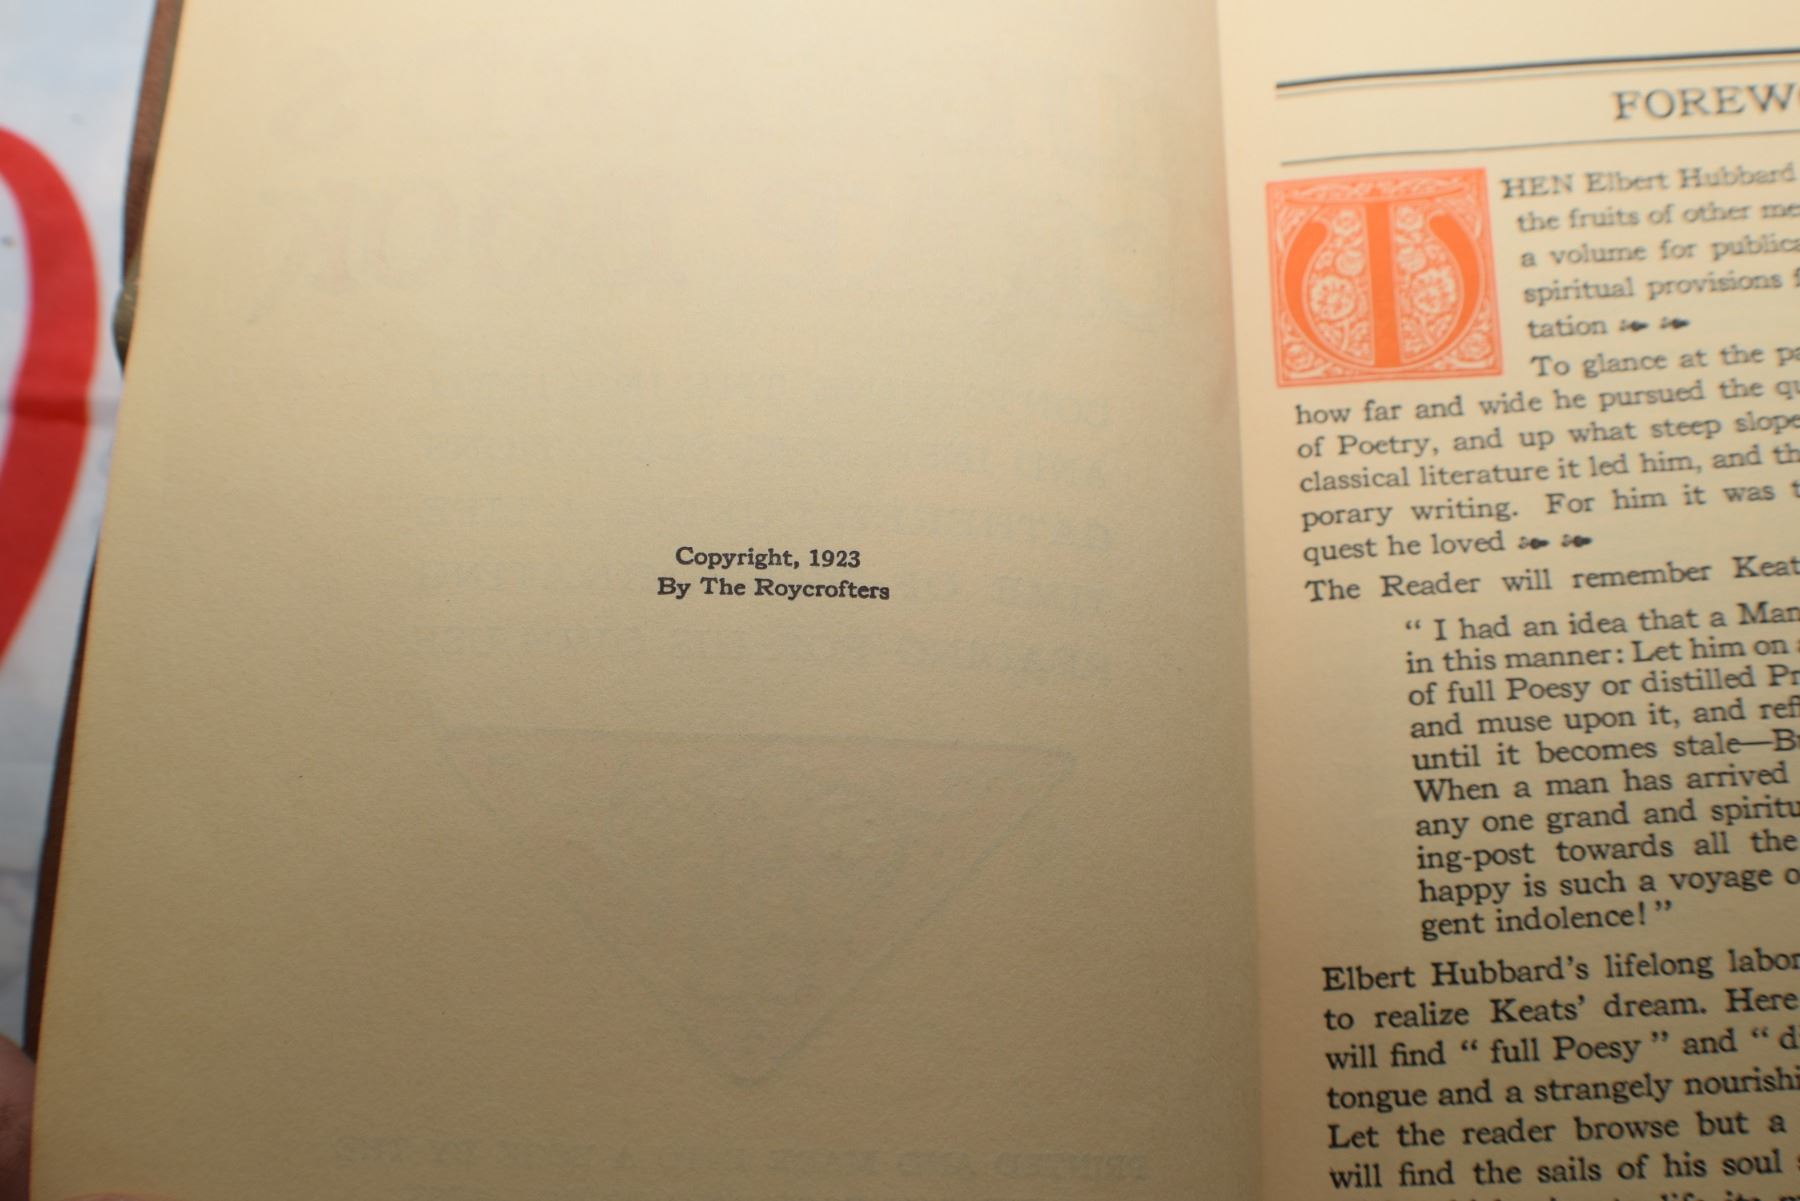 Copyright, 1923
By The Roycrofters
FOREW
THEN Elbert Hubbard
the fruits of other me
a volume for publica
spiritual provisions f
tation
To glance at the pa
how far and wide he pursued the qu
of Poetry, and up what steep slope
classical literature it led him, and th
porary writing. For him it was t
quest he loved
The Reader will remember Keat
“ I had an idea that a Man
in this manner: Let him on a
of full Poesy or distilled Pr
and muse upon it, and refl
until it becomes stale—Bu
When a man has arrived
any one grand and spiritu
ing-post towards all the
happy is such a voyage o
gent indolence! ”
Elbert Hubbard’s lifelong labor
to realize Keats’ dream. Here
will find “ full Poesy ” and “ di
tongue and a strangely nourishi
Let the reader browse but a
will find the sails of his soul